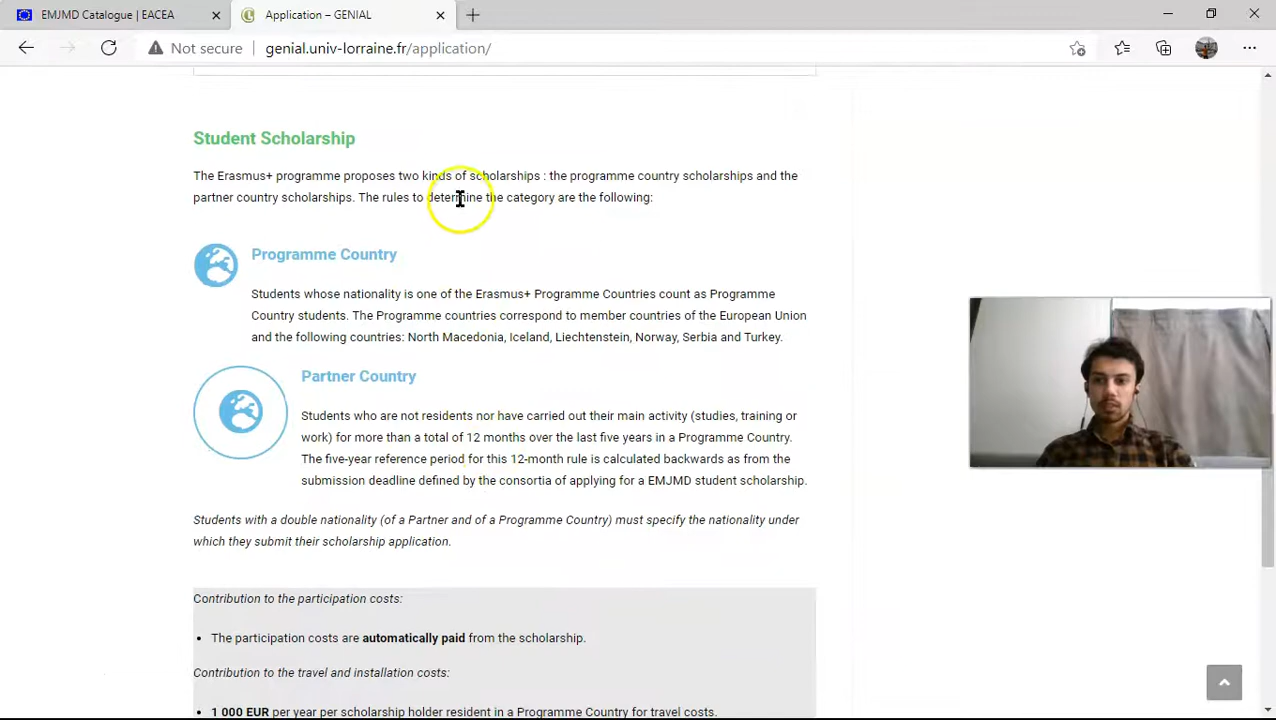 EMJMD Catalogue | EACEA
Application – GENIAL
Not secure
genial.univ-lorraine.fr/application/
Student Scholarship
The Erasmus+ programme proposes two kinds of scholarships : the programme country scholarships and the
partner country scholarships. The rules to determine the category are the following:
Programme Country
Students whose nationality is one of the Erasmus+ Programme Countries count as Programme
Country students. The Programme countries correspond to member countries of the European Union
and the following countries: North Macedonia, Iceland, Liechtenstein, Norway, Serbia and Turkey.
Partner Country
Students who are not residents nor have carried out their main activity (studies, training or
work) for more than a total of 12 months over the last five years in a Programme Country.
The five-year reference period for this 12-month rule is calculated backwards as from the
submission deadline defined by the consortia of applying for a EMJMD student scholarship.
Students with a double nationality (of a Partner and of a Programme Country) must specify the nationality under
which they submit their scholarship application.
Contribution to the participation costs:
• The participation costs are automatically paid from the scholarship.
Contribution to the travel and installation costs:
• 1 000 EUR per year per scholarship holder resident in a Programme Country for travel costs.